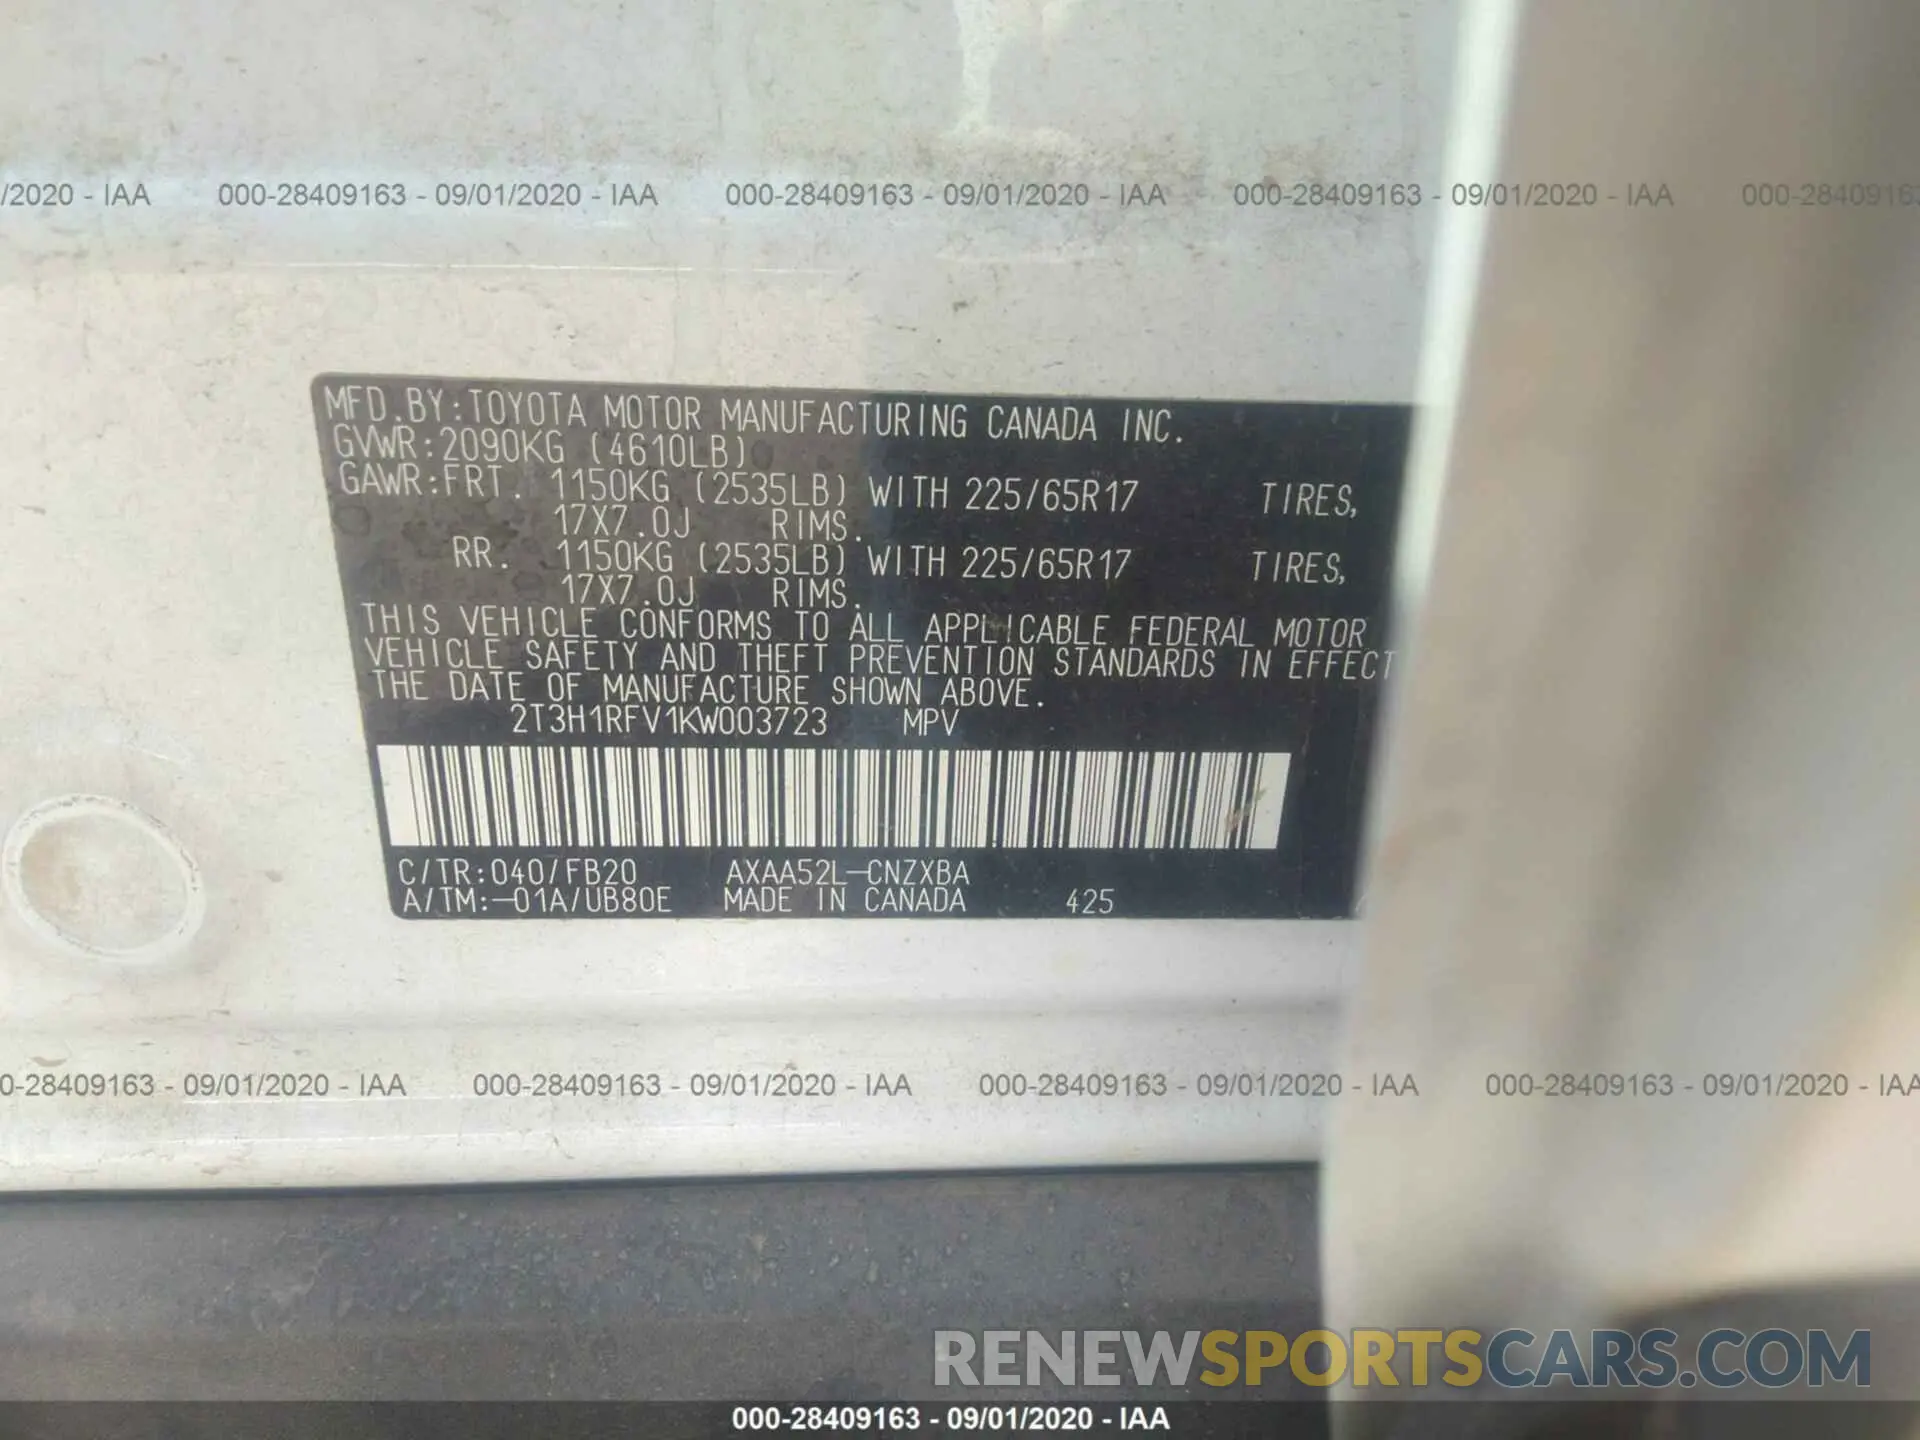 /2020 - IAA 000-28409163 - 09/01/2020 - IAA 000-28409163 - 09/01/2020 - IAA 000-28409163 - 09/01/2020 - IAA 000-28409163
MFD.BY:TOYOTA MOTOR MANUFACTURING CANADA INC.
GVWR:2090KG (4610LB)
GAWR:FRT. 1150KG (2535LB) WITH 225/65R17 TIRES,
17X7.0J RIMS.
RR. 1150KG (2535LB) WITH 225/65R17 TIRES,
17X7.0J RIMS.
THIS VEHICLE CONFORMS TO ALL APPLICABLE FEDERAL MOTOR
VEHICLE SAFETY AND THEFT PREVENTION STANDARDS IN EFFECT
THE DATE OF MANUFACTURE SHOWN ABOVE.
2T3H1RFV1KW003723 MPV
C/TR:040/FB20 AXAA52L-CNZXBA
A/TM:-01A/UB80E MADE IN CANADA 425
0-28409163 - 09/01/2020 - IAA 000-28409163 - 09/01/2020 - IAA 000-28409163 - 09/01/2020 - IAA 000-28409163 - 09/01/2020 - IAA
RENEWSPORTSCARS.COM
000-28409163 - 09/01/2020 - IAA